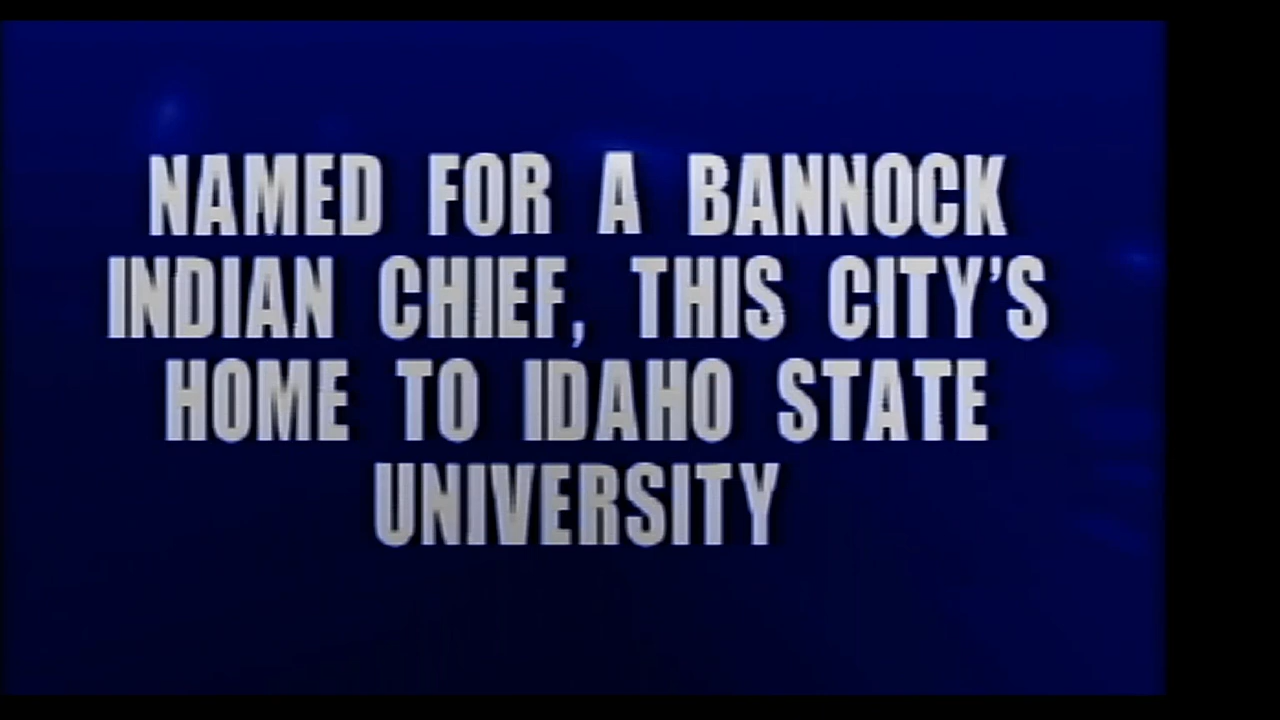 NAMED FOR A BANNOCK
INDIAN CHIEF, THIS CITY'S
HOME TO IDAHO STATE
UNIVERSITY